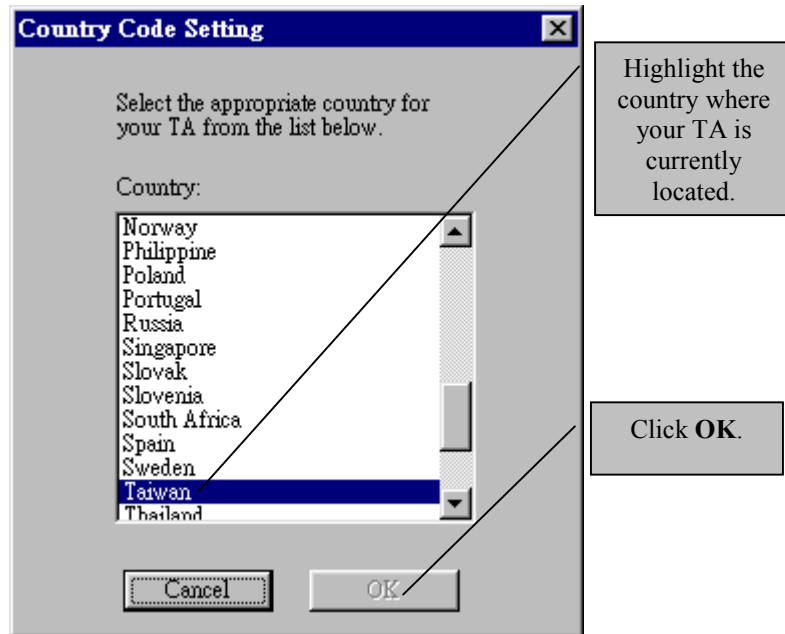 Country Code Setting
Select the appropriate country for
your TA from the list below.
Country:
Norway
Philippine
Poland
Portugal
Russia
Singapore
Slovak
Slovenia
South Africa
Spain
Sweden
Taiwan
Thailand
Cancel
OK
Highlight the
country where
your TA is
currently
located.
Click OK.